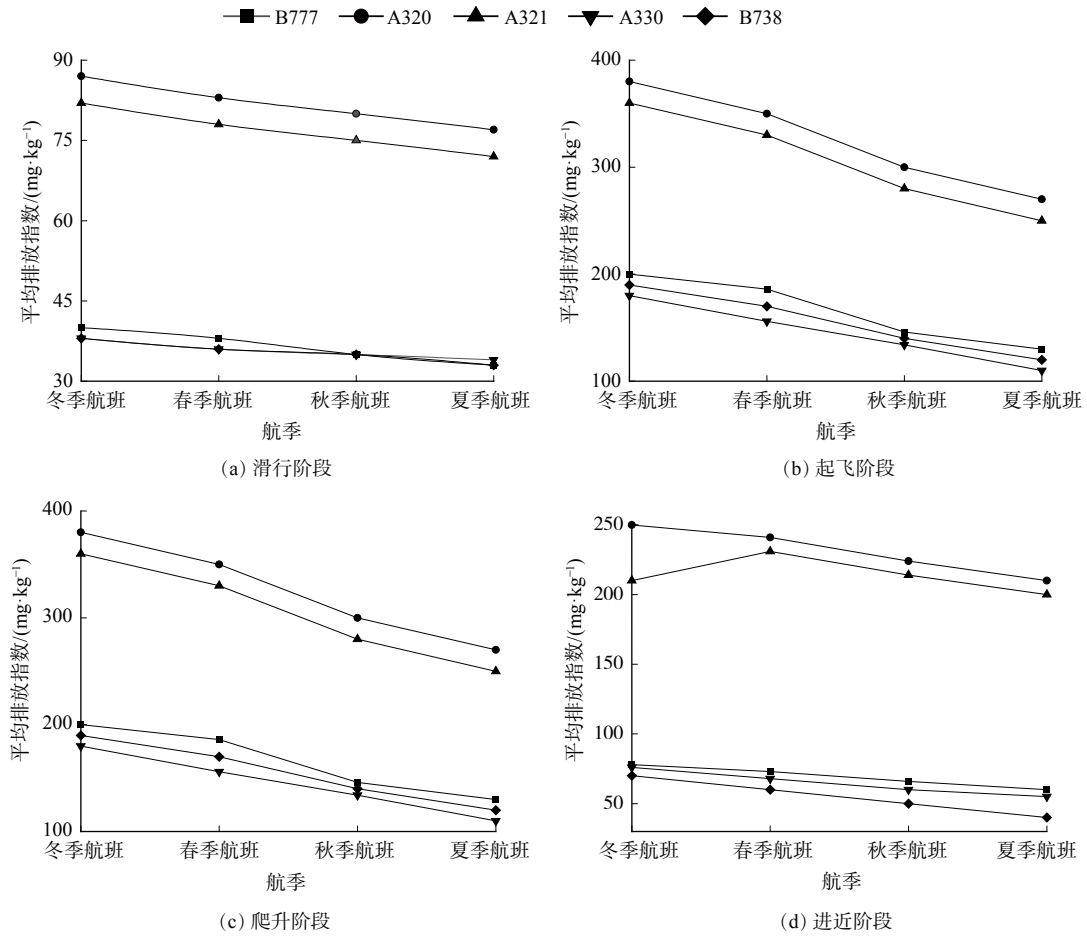 B777 A320 A321 A330 B738
90
75
60
45
30
平均排放指数/(mg·kg⁻¹)
冬季航班 春季航班 秋季航班 夏季航班
航季
(a) 滑行阶段
400
300
200
100
平均排放指数/(mg·kg⁻¹)
冬季航班 春季航班 秋季航班 夏季航班
航季
(b) 起飞阶段
400
300
200
100
平均排放指数/(mg·kg⁻¹)
冬季航班 春季航班 秋季航班 夏季航班
航季
(c) 爬升阶段
250
200
150
100
50
平均排放指数/(mg·kg⁻¹)
冬季航班 春季航班 秋季航班 夏季航班
航季
(d) 进近阶段